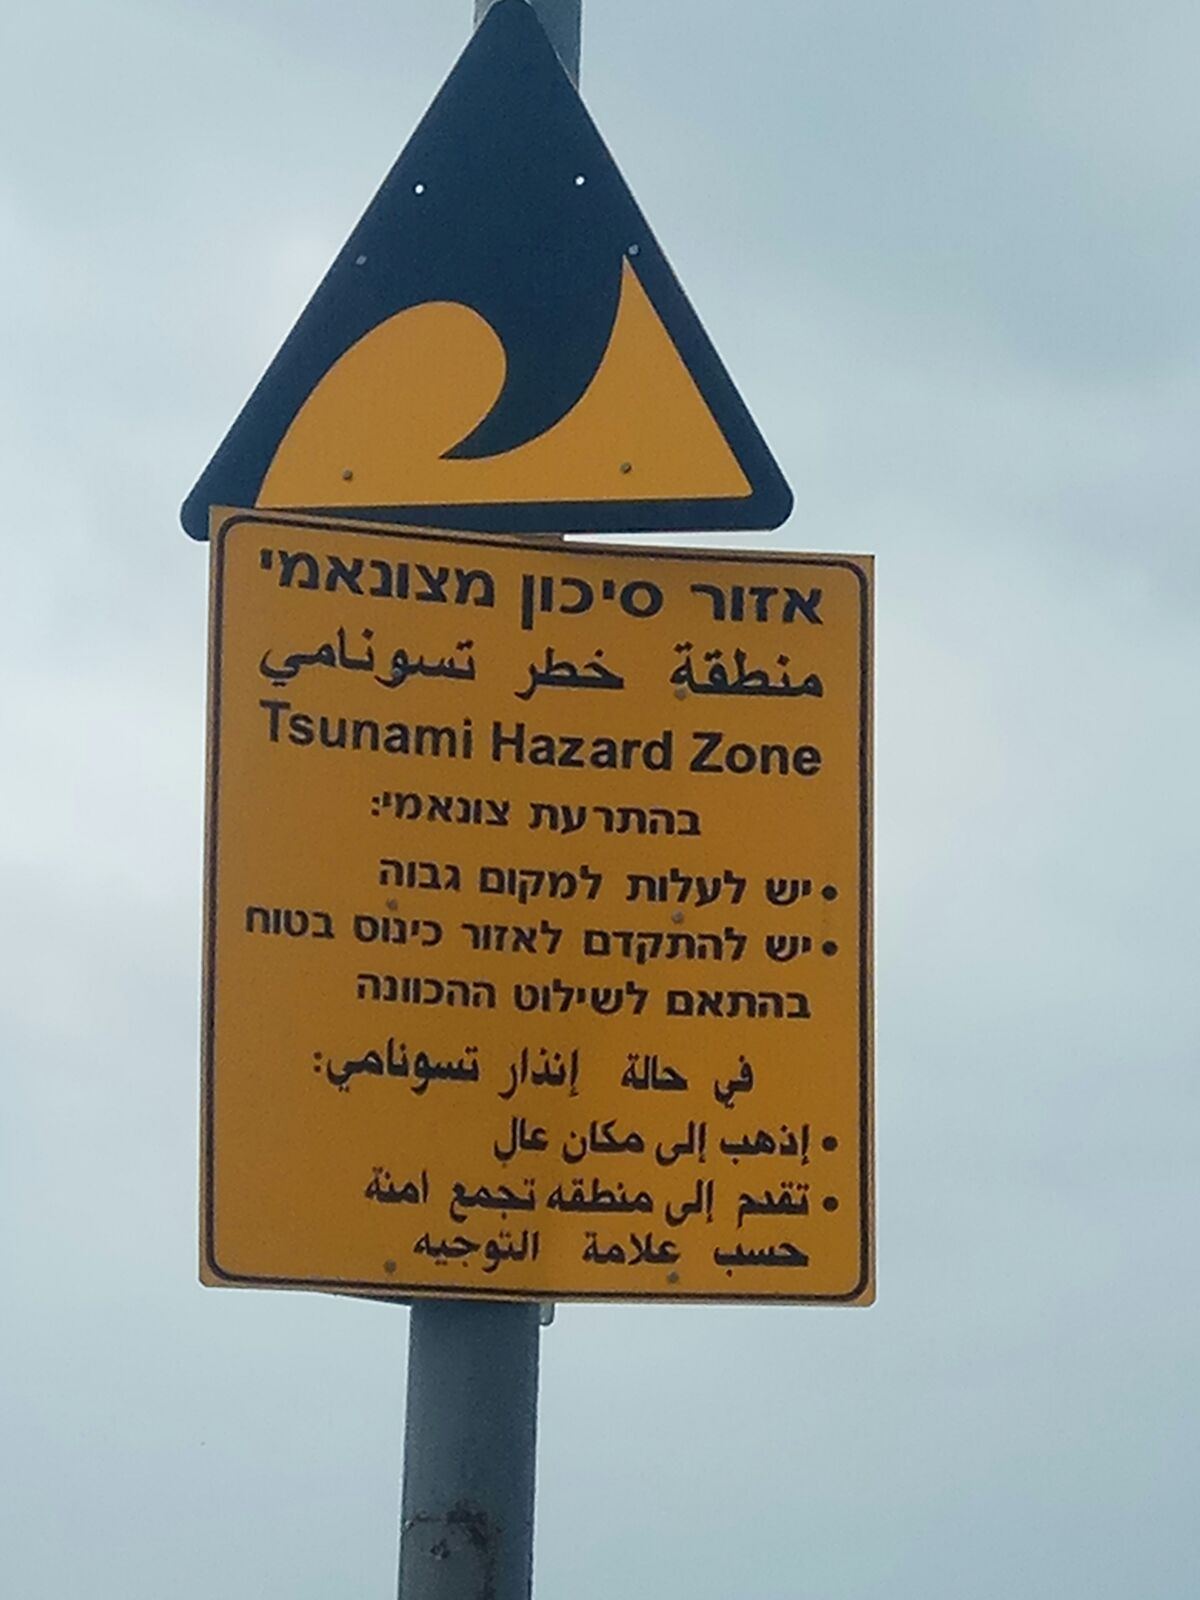 אזור סיכון מצונאמי
منطقة خطر تسونامي
Tsunami Hazard Zone
בהתרעת צונאמי:
• יש לעלות למקום גבוה
• יש להתקדם לאזור כינוס בטוח
בהתאם לשילוט ההכוונה
في حالة إنذار تسونامي:
• إذهب إلى مكان عالٍ
• تقدم إلى منطقه تجمع امنة
حسب علامة التوجيه